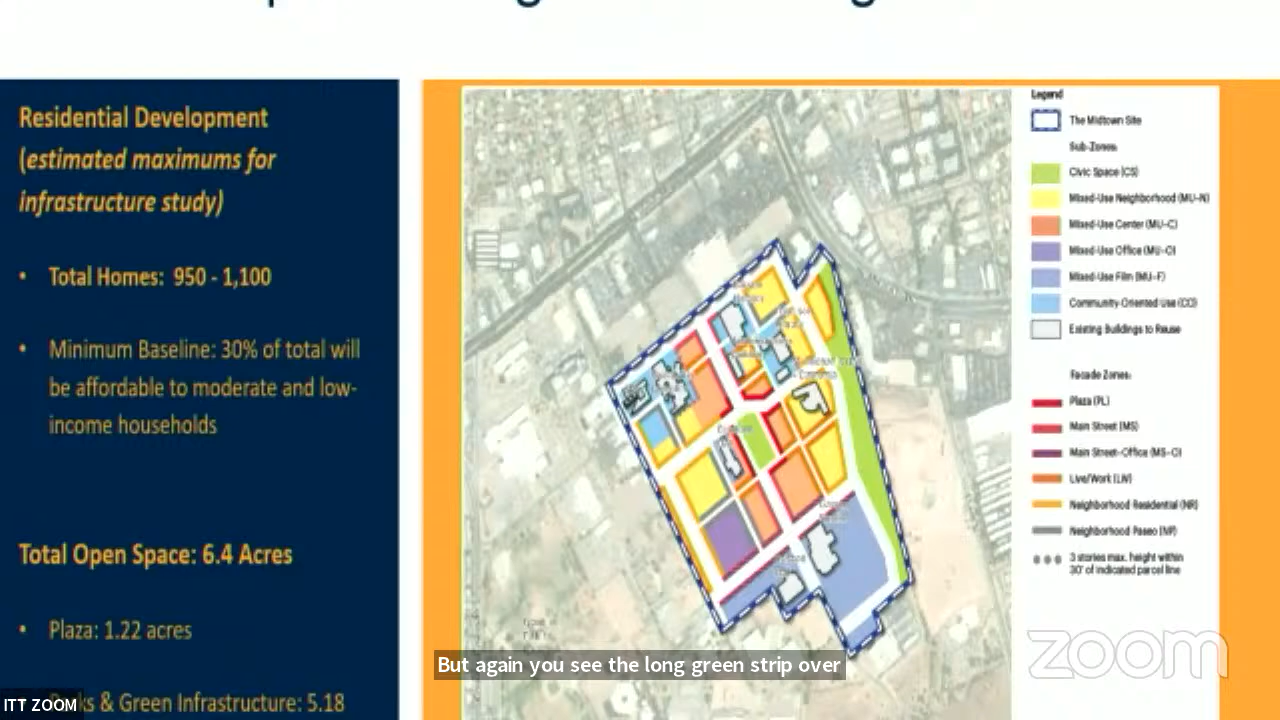 Residential Development
(estimated maximums for
infrastructure study)
• Total Homes: 950 - 1,100
• Minimum Baseline: 30% of total will
be affordable to moderate and low-
income households
Total Open Space: 6.4 Acres
• Plaza: 1.22 acres
ks & Green Infrastructure: 5.18
ITT ZOOM
Legend
The Midtown Site
Sub-Zones:
Civic Space (CS)
Mixed-Use Neighborhood (MU-N)
Mixed-Use Center (MU-C)
Mixed-Use Office (MU-O)
Mixed-Use Film (MU-F)
Community Oriented Use (CO)
Existing Buildings to Reuse
Facade Zones:
Plaza (PL)
Main Street (MS)
Main Street-Office (MS-O)
Live/Work (LW)
Neighborhood Residential (NR)
Neighborhood Paseo (NP)
3 stories max. height within
30' of indicated parcel line
But again you see the long green strip over
zoom